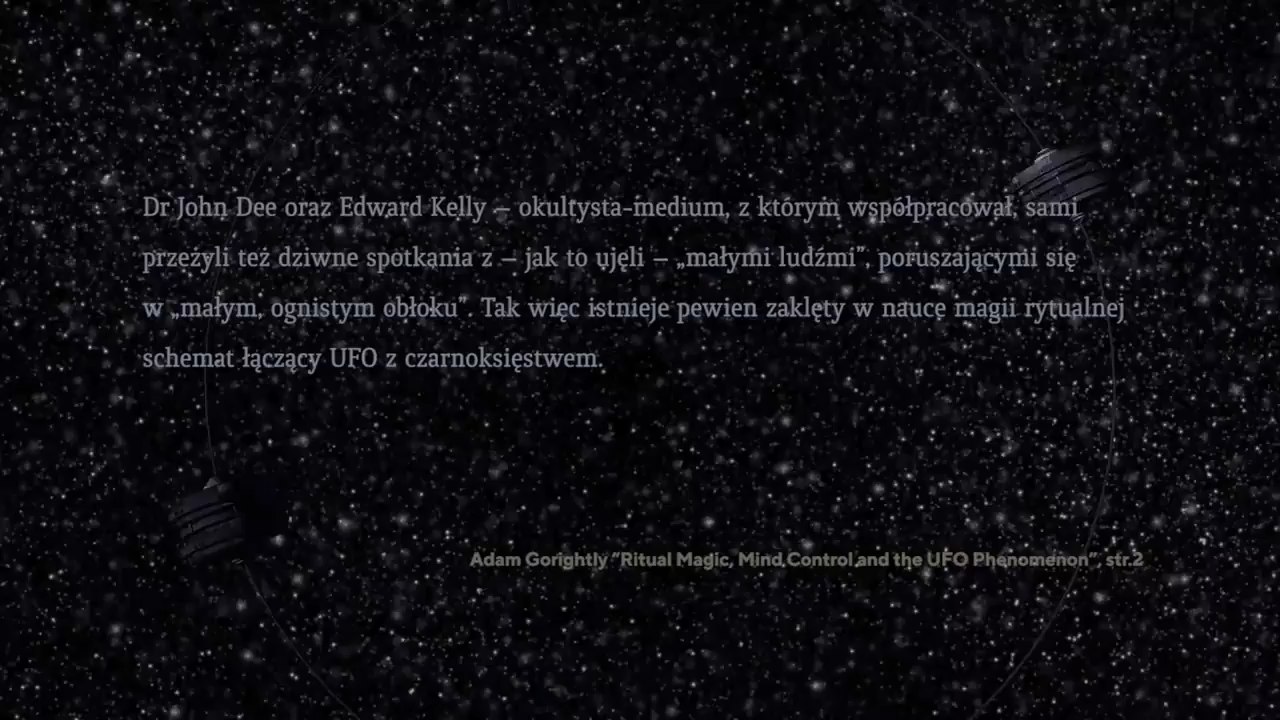 Dr John Dee oraz Edward Kelly – okultysta-medium, z którym współpracował, sami
przeżyli też dziwne spotkania z – jak to ujęli – „małymi ludźmi”, poruszającymi się
w „małym, ognistym obłoku”. Tak więc istnieje pewien zaklęty w naucę magii rytualnej
schemat łączący UFO z czarnoksięstwem.
Adam Gorightly “Ritual Magic, Mind Control and the UFO Phenomenon”, str.2